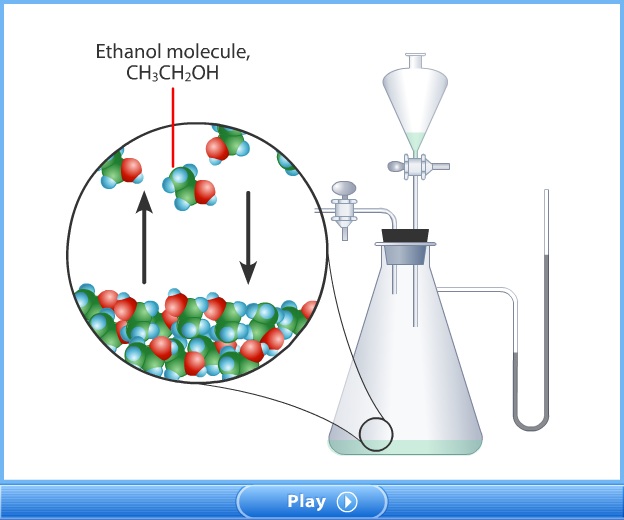 Ethanol molecule,
CH₃CH₂OH
Play